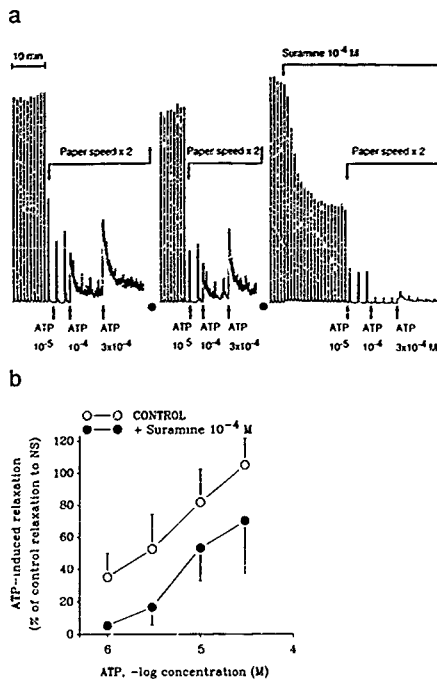 a
10 min
Suramine 10⁻⁴ M
Paper speed x 2
Paper speed x 2
Paper speed x 2
ATP ATP ATP
10⁻⁵ 10⁻⁴ 3x10⁻⁴
ATP ATP ATP
10⁻⁵ 10⁻⁴ 3x10⁻⁴
ATP ATP ATP
10⁻⁵ 10⁻⁴ 3x10⁻⁴ M
b
CONTROL
+ Suramine 10⁻⁴ M
ATP-induced relaxation
(% of control relaxation to NS)
120
100
80
60
40
20
0
6 5 4
ATP, -log concentration (M)